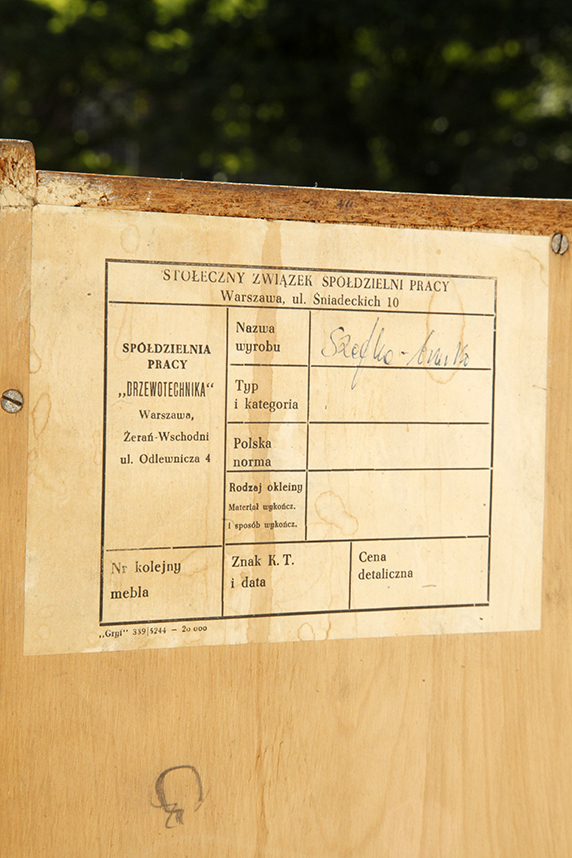 STOŁECZNY ZWIĄZEK SPÓŁDZIELNI PRACY
Warszawa, ul. Śniadeckich 10
SPÓŁDZIELNIA
PRACY
„DRZEWOTECHNIKA“
Warszawa,
Żerań-Wschodni
ul. Odlewnicza 4
Nazwa
wyrobu
Typ
i kategoria
Polska
norma
Rodzaj okleiny
Materiał wykończ.
i sposób wykończ.
Nr kolejny
mebla
Znak K. T.
i data
Cena
detaliczna
„Gryf“ 339/5244 — 20.000